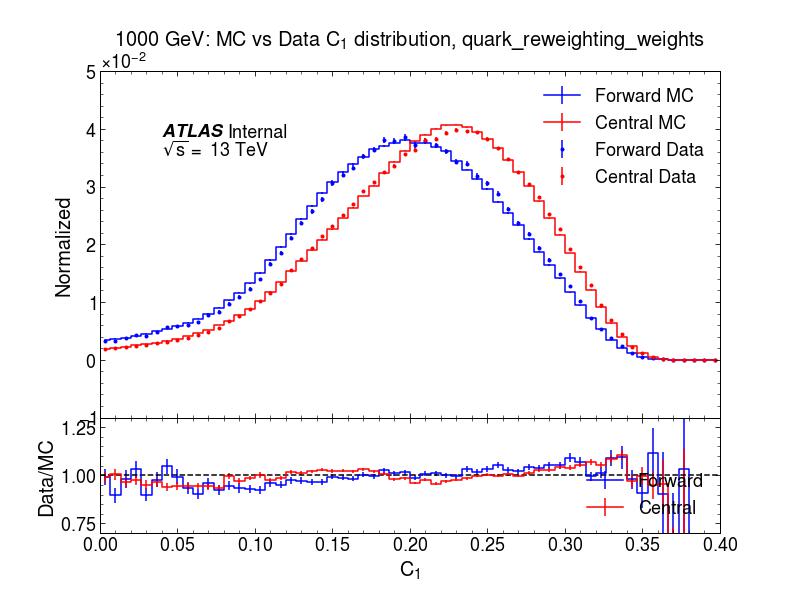 1000 GeV: MC vs Data C₁ distribution, quark_reweighting_weights
×10⁻²
5
4
3
2
1
0
−1
Normalized
ATLAS Internal
√s = 13 TeV
Forward MC
Central MC
Forward Data
Central Data
1.25
1.00
0.75
Data/MC
Forward
Central
0.00 0.05 0.10 0.15 0.20 0.25 0.30 0.35 0.40
C₁